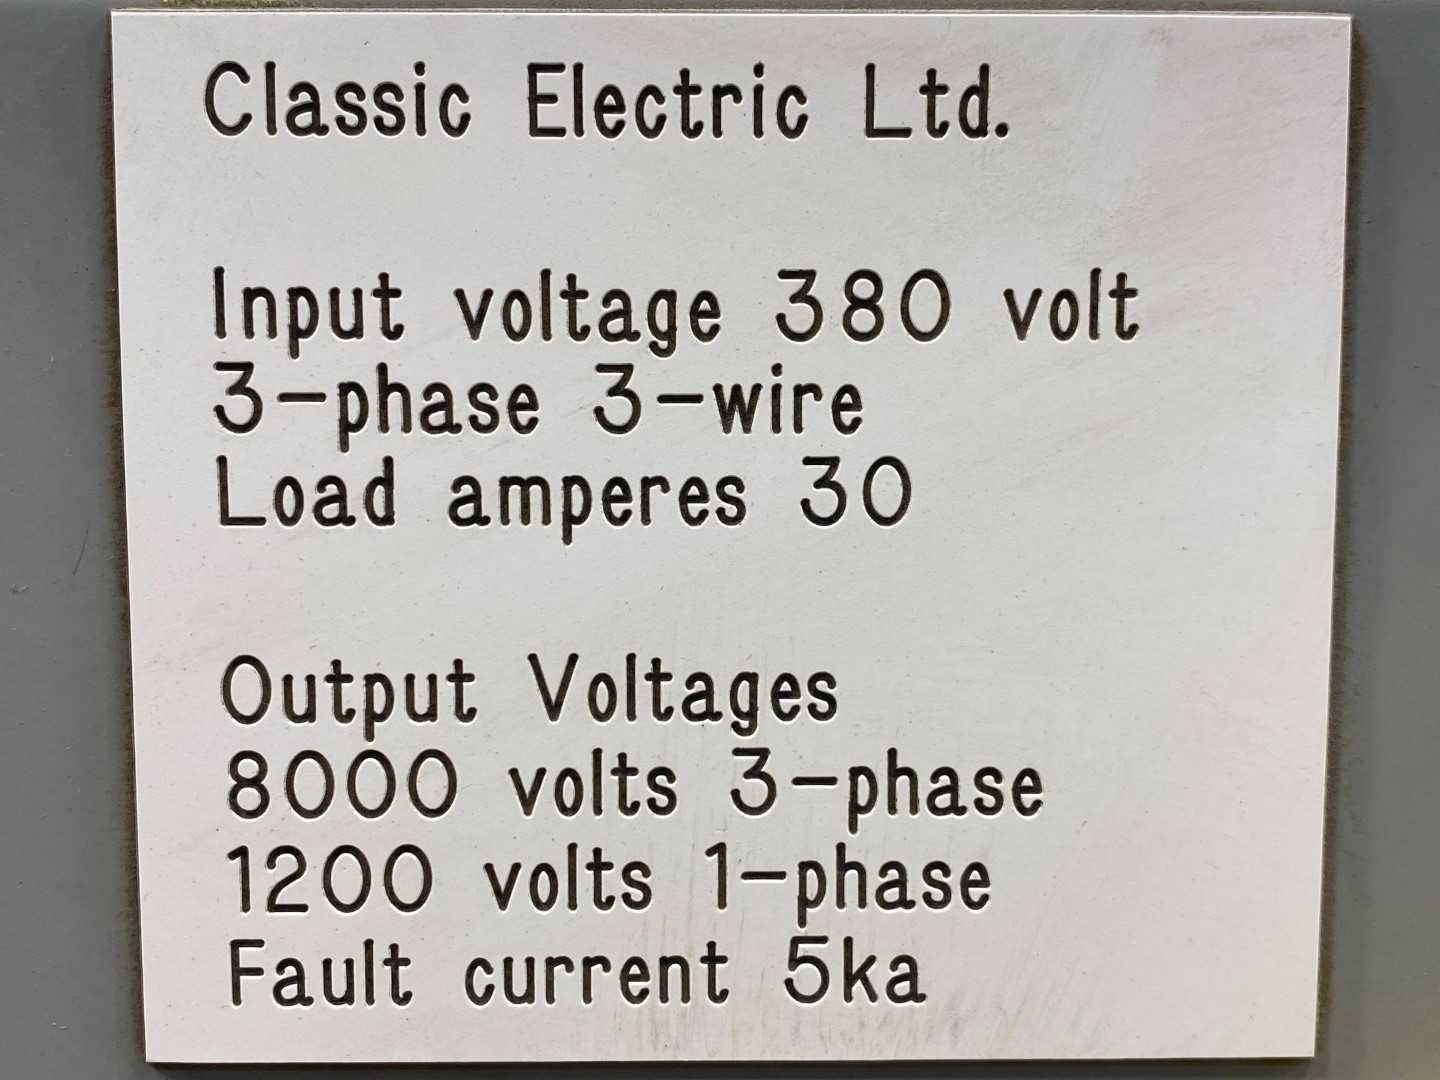 Classic Electric Ltd.
Input voltage 380 volt
3-phase 3-wire
Load amperes 30
Output Voltages
8000 volts 3-phase
1200 volts 1-phase
Fault current 5ka